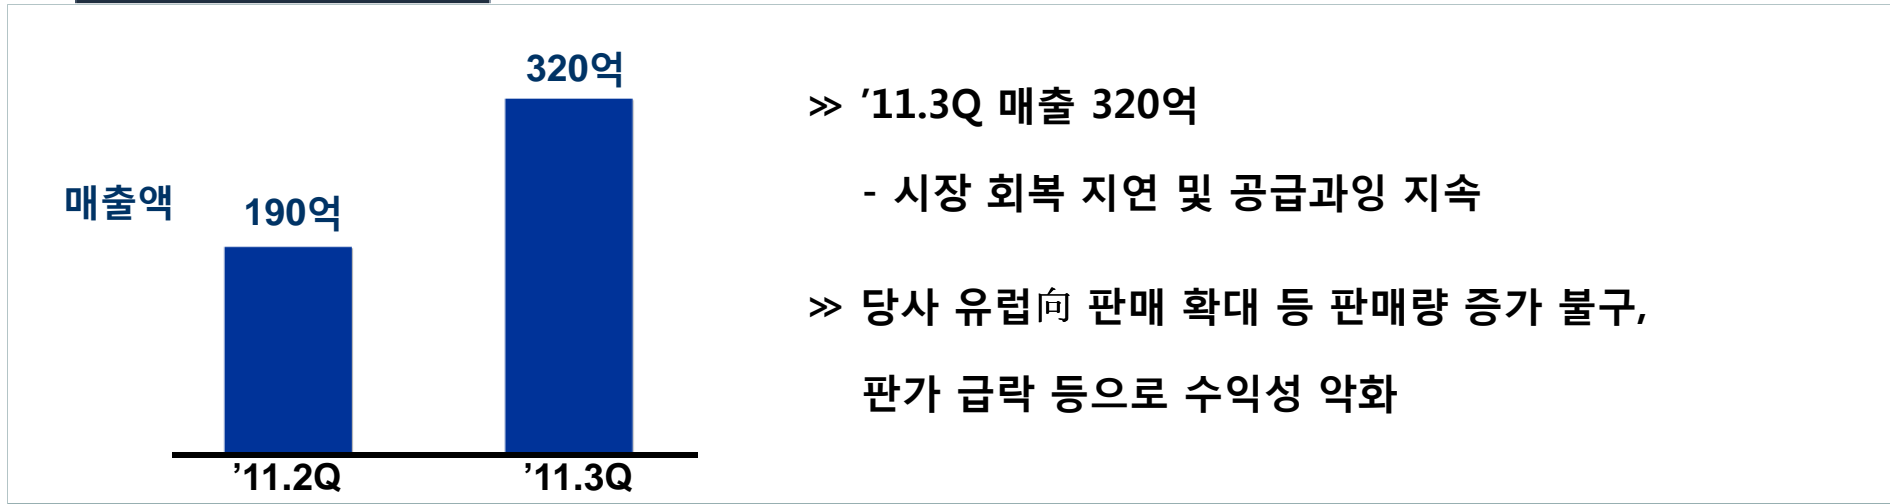 매출액
190억
320억
’11.2Q
’11.3Q
≫ ’11.3Q 매출 320억
- 시장 회복 지연 및 공급과잉 지속
≫ 당사 유럽向 판매 확대 등 판매량 증가 불구,
판가 급락 등으로 수익성 악화